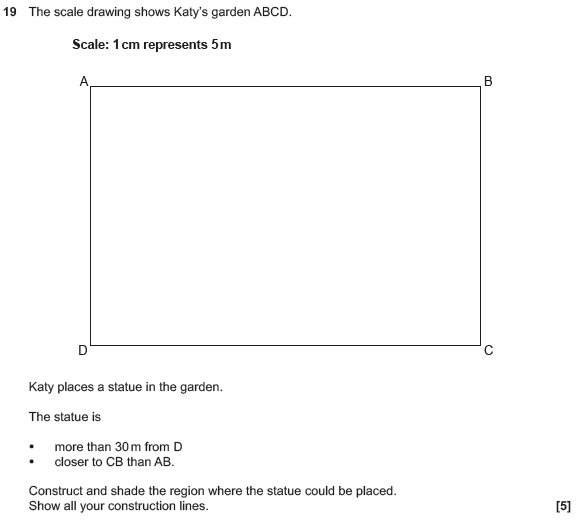 19 The scale drawing shows Katy's garden ABCD.
Scale: 1 cm represents 5 m
A
B
D
C
Katy places a statue in the garden.
The statue is
• more than 30 m from D
• closer to CB than AB.
Construct and shade the region where the statue could be placed.
Show all your construction lines. [5]